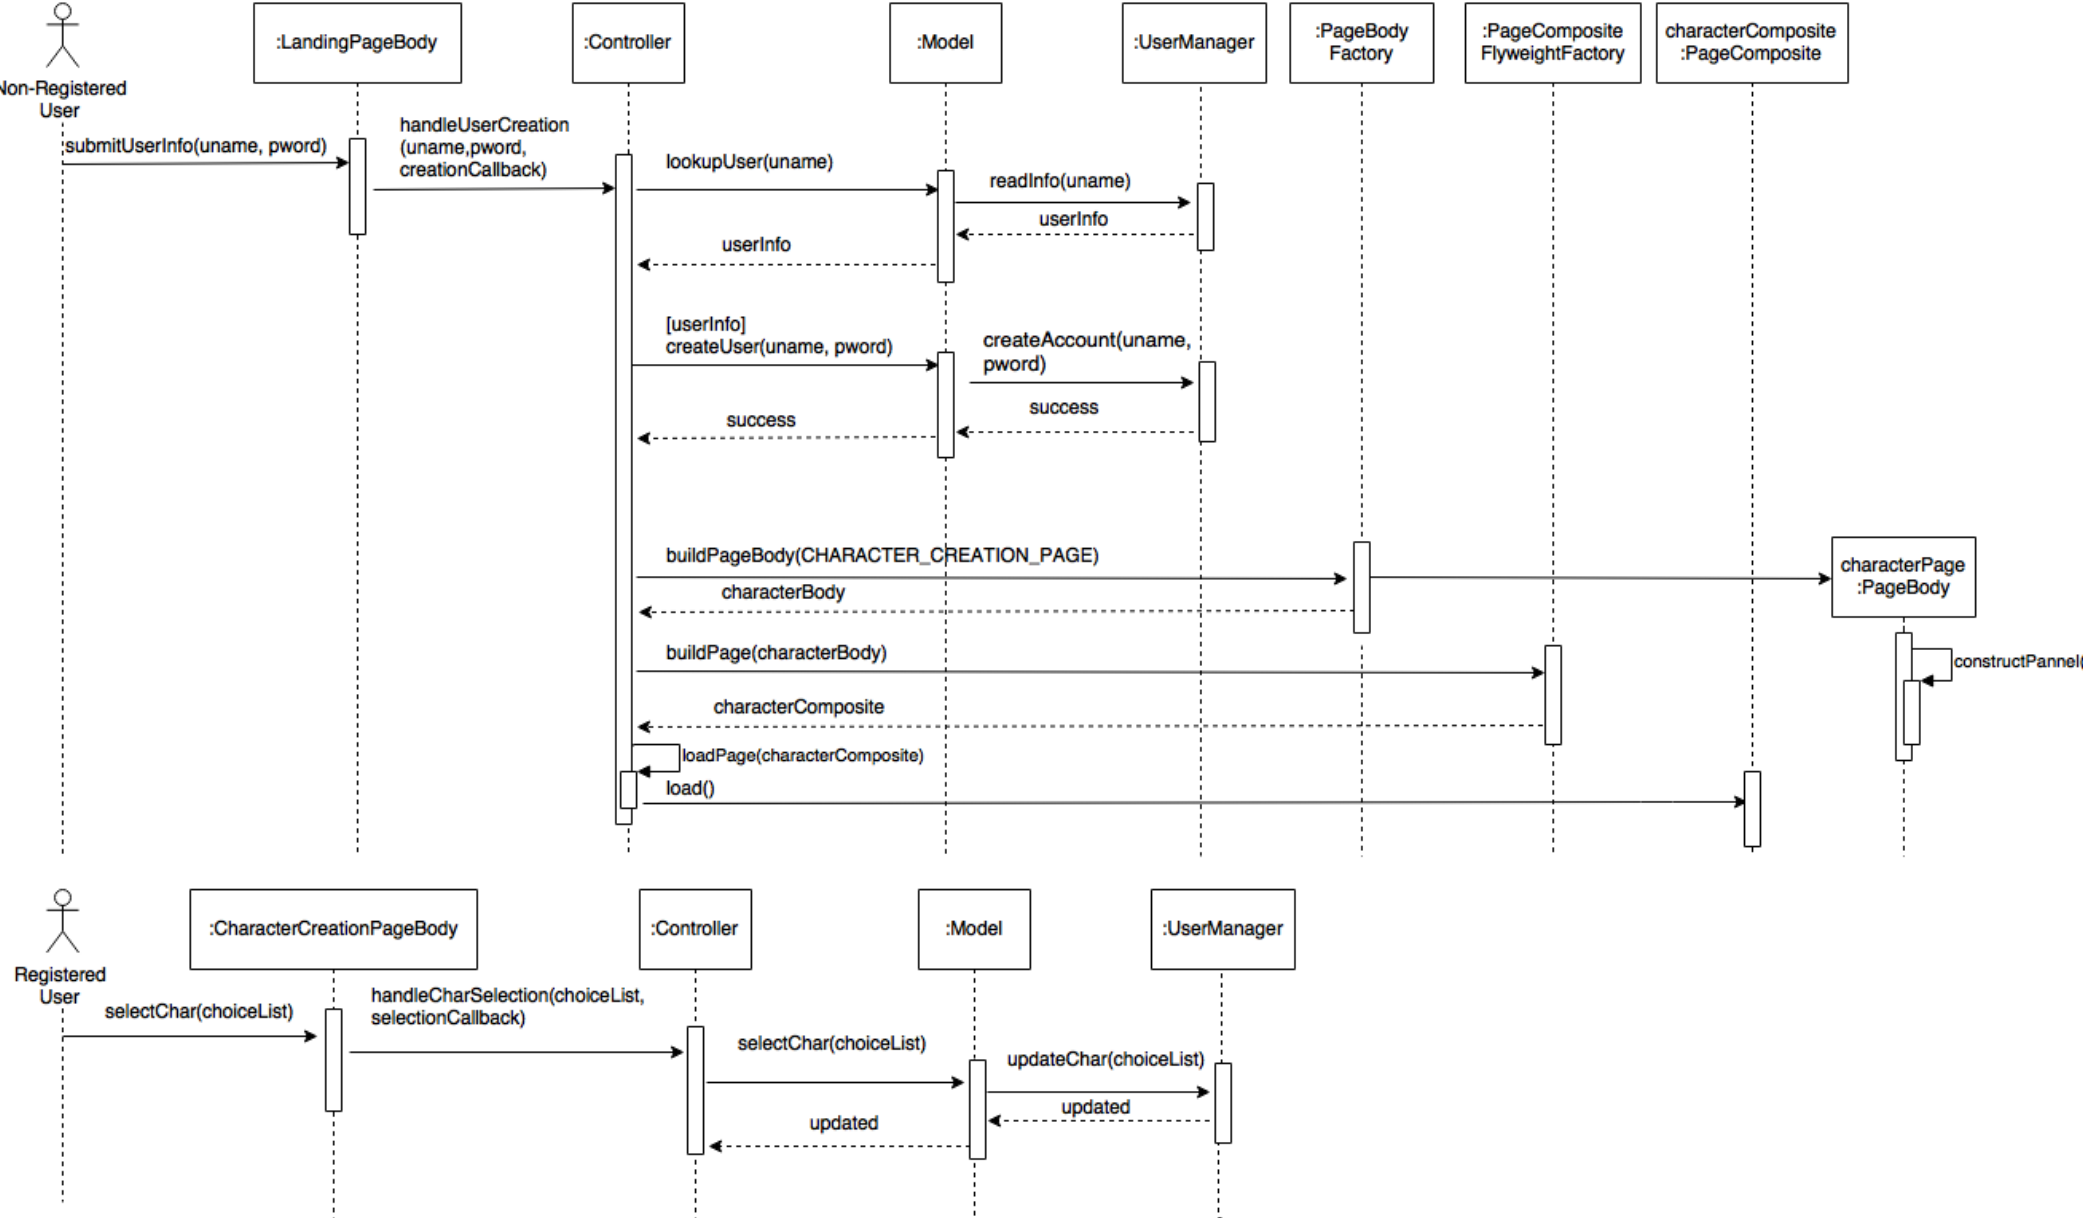 :LandingPageBody
:Controller
:Model
:UserManager
:PageBody
Factory
:PageComposite
FlyweightFactory
characterComposite
:PageComposite
Non-Registered
User
submitUserInfo(uname, pword)
handleUserCreation
(uname,pword,
creationCallback)
lookupUser(uname)
readInfo(uname)
userInfo
userInfo
[userInfo]
createUser(uname, pword)
createAccount(uname,
pword)
success
success
buildPageBody(CHARACTER_CREATION_PAGE)
characterBody
characterPage
:PageBody
buildPage(characterBody)
constructPannel(
characterComposite
loadPage(characterComposite)
load()
:CharacterCreationPageBody
:Controller
:Model
:UserManager
Registered
User
selectChar(choiceList)
handleCharSelection(choiceList,
selectionCallback)
selectChar(choiceList)
updateChar(choiceList)
updated
updated